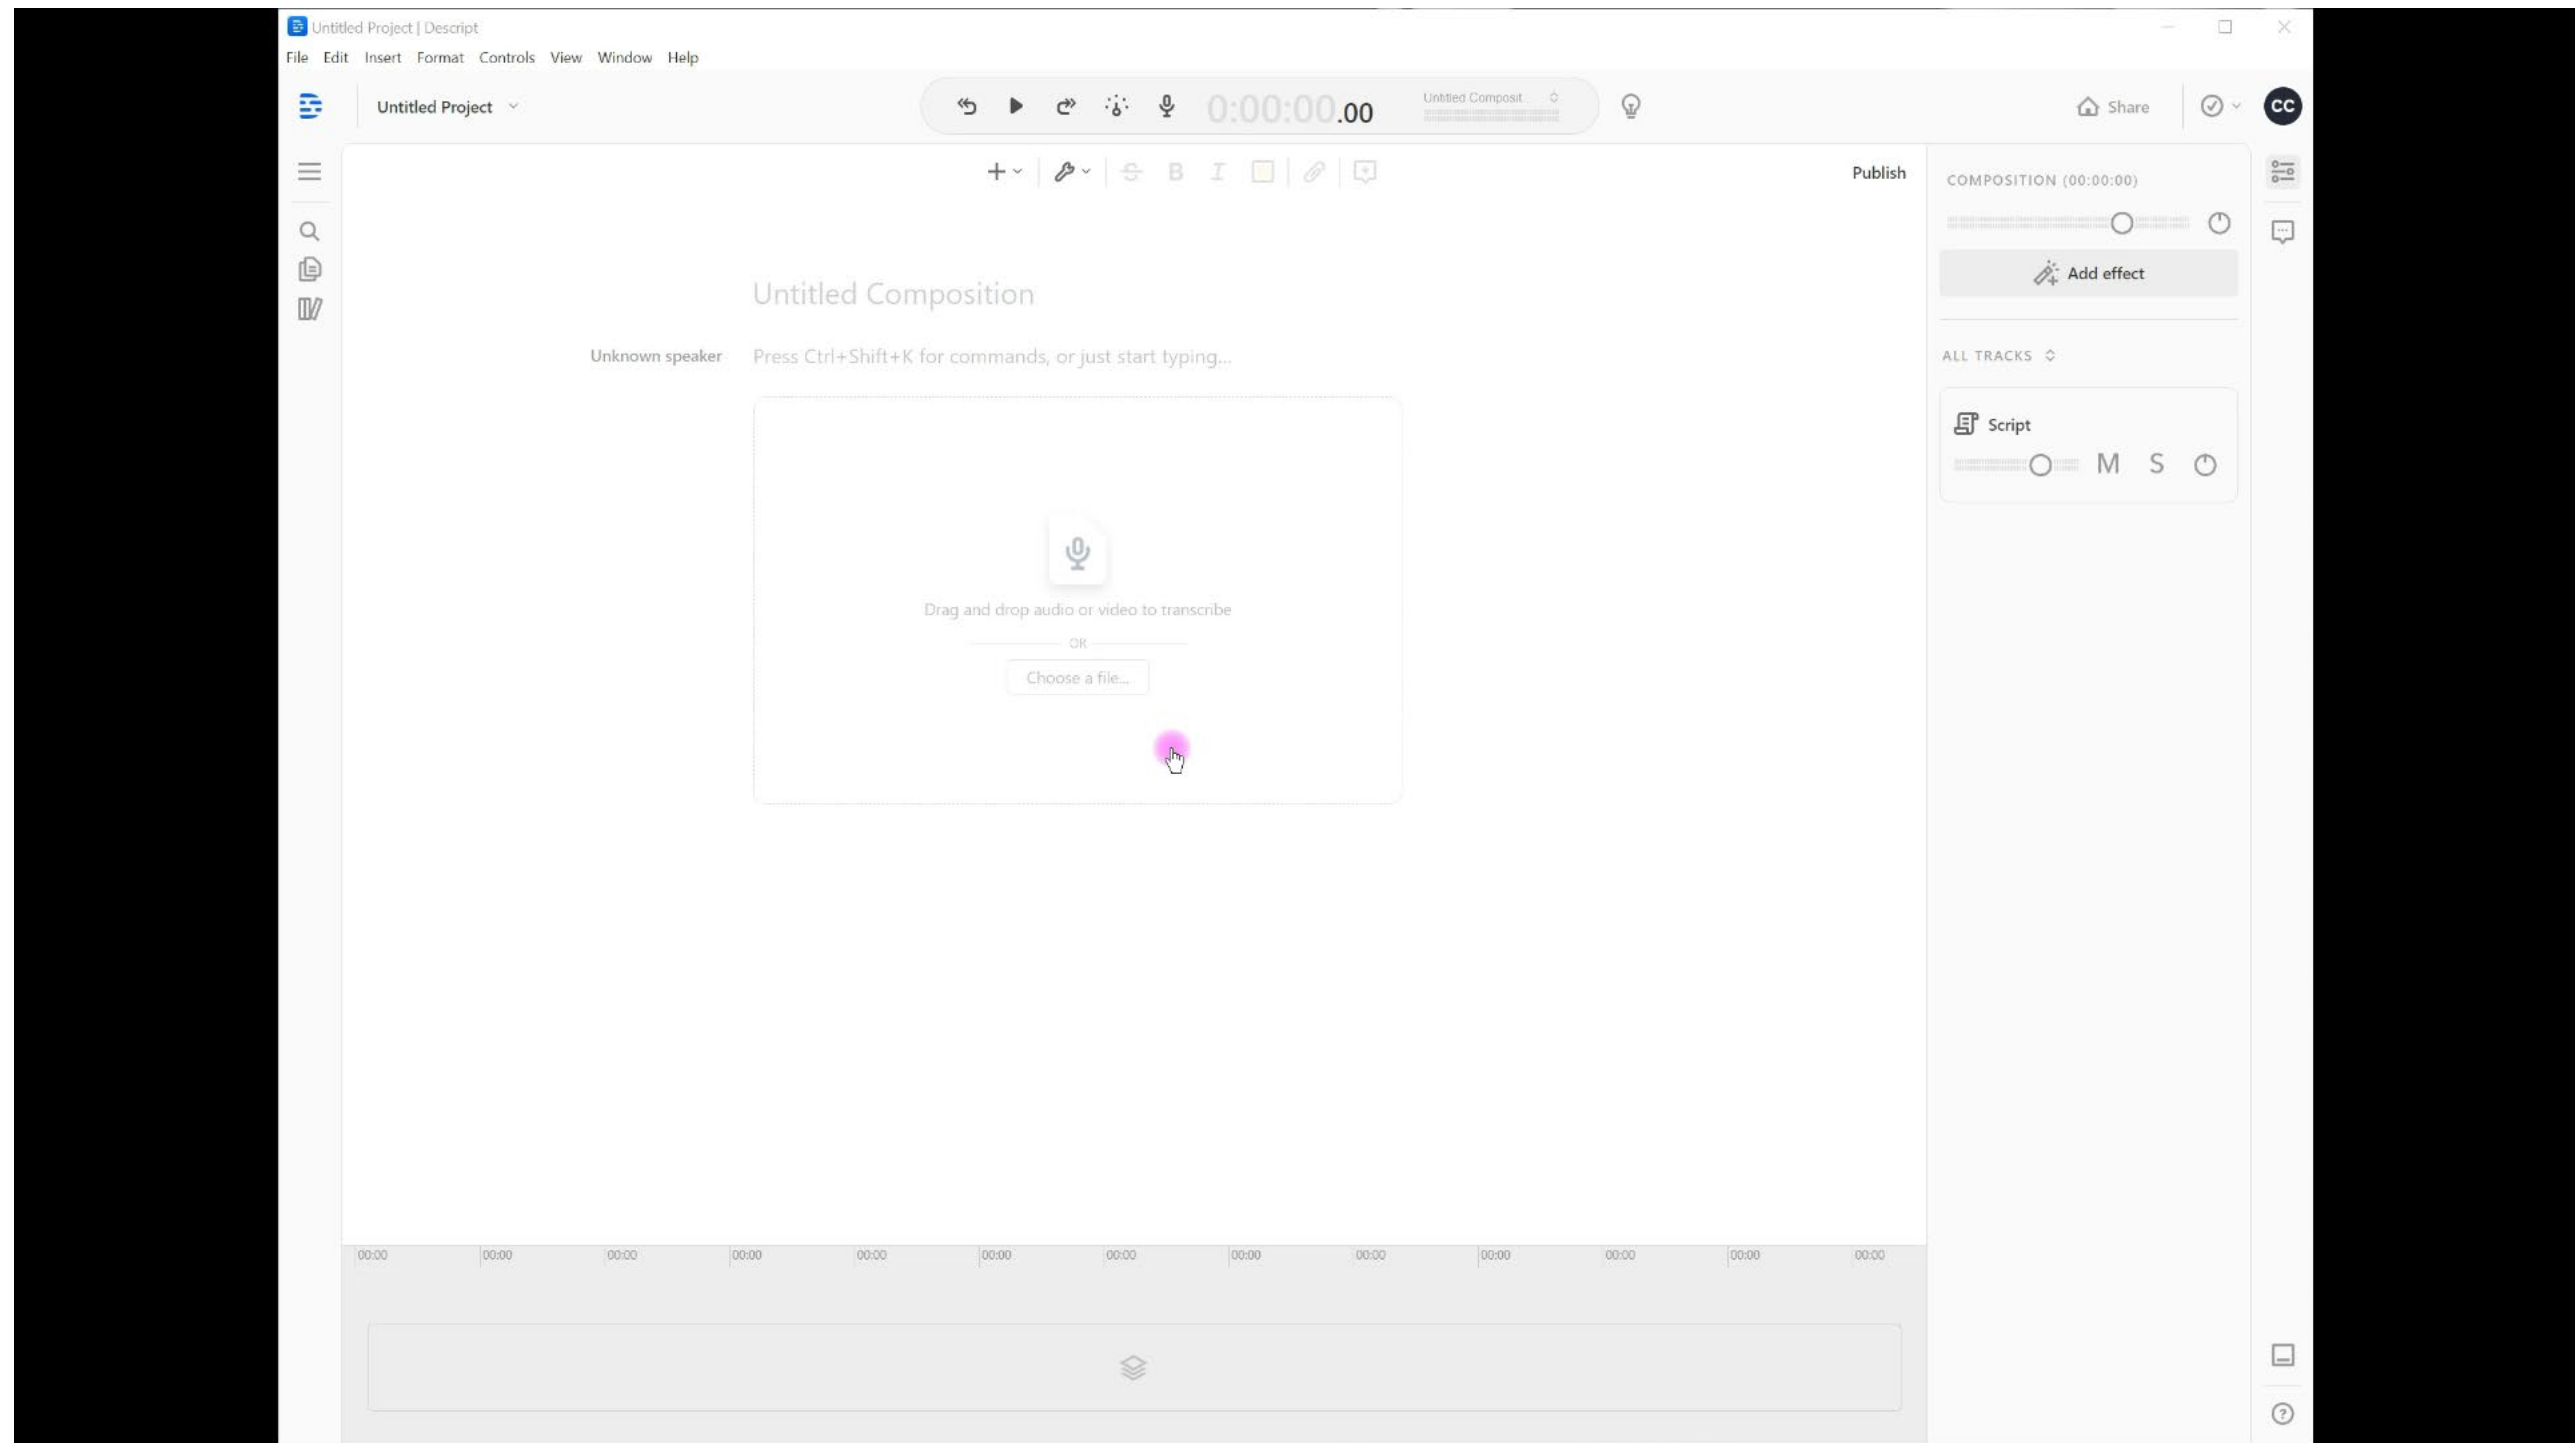 Untitled Project | Descript
File Edit Insert Format Controls View Window Help
Untitled Project
0:00:00.00
Untitled Composit
Share
CC
B I
Publish
COMPOSITION (00:00:00)
Add effect
Untitled Composition
Unknown speaker Press Ctrl+Shift+K for commands, or just start typing...
ALL TRACKS
Script
M S
Drag and drop audio or video to transcribe
OR
Choose a file...
00:00 00:00 00:00 00:00 00:00 00:00 00:00 00:00 00:00 00:00 00:00 00:00 00:00